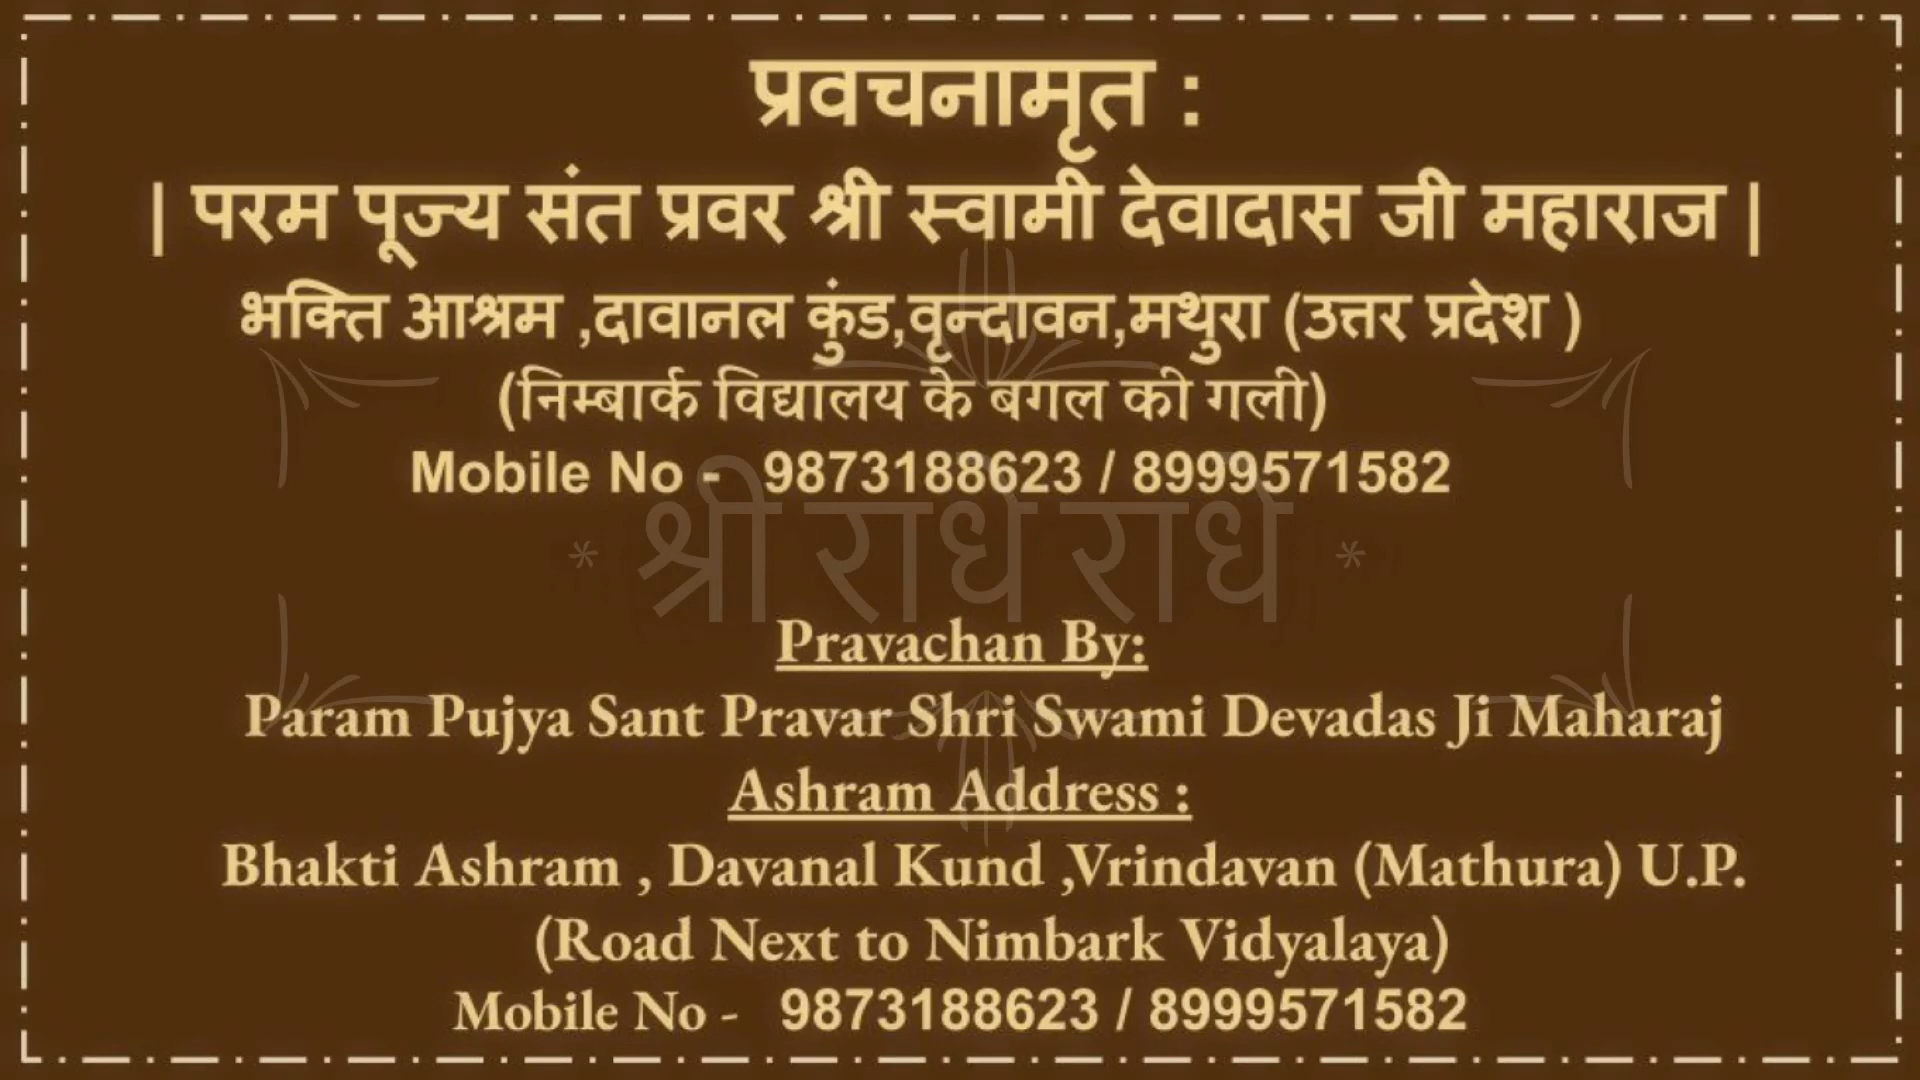 प्रवचनामृत :
| परम पूज्य संत प्रवर श्री स्वामी देवादास जी महाराज |
भक्ति आश्रम ,दावानल कुंड,वृन्दावन,मथुरा (उत्तर प्रदेश )
(निम्बार्क विद्यालय के बगल की गली)
Mobile No - 9873188623 / 8999571582
* श्री राधे राधे *
Pravachan By:
Param Pujya Sant Pravar Shri Swami Devadas Ji Maharaj
Ashram Address :
Bhakti Ashram , Davanal Kund ,Vrindavan (Mathura) U.P.
(Road Next to Nimbark Vidyalaya)
Mobile No - 9873188623 / 8999571582